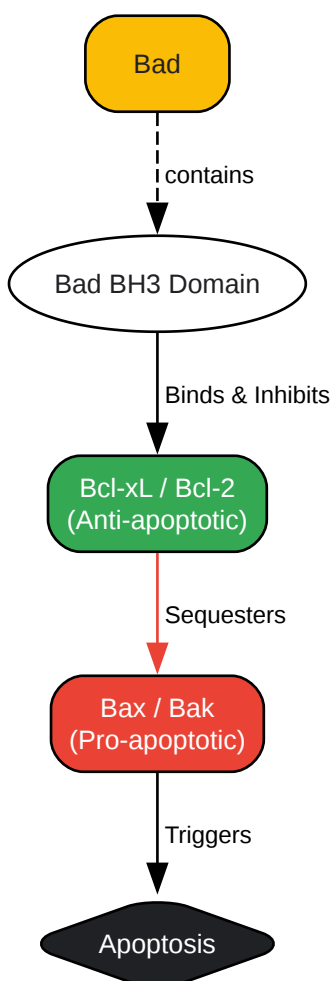 Bad
contains
Bad BH3 Domain
Binds & Inhibits
Bcl-xL / Bcl-2
(Anti-apoptotic)
Sequesters
Bax / Bak
(Pro-apoptotic)
Triggers
Apoptosis